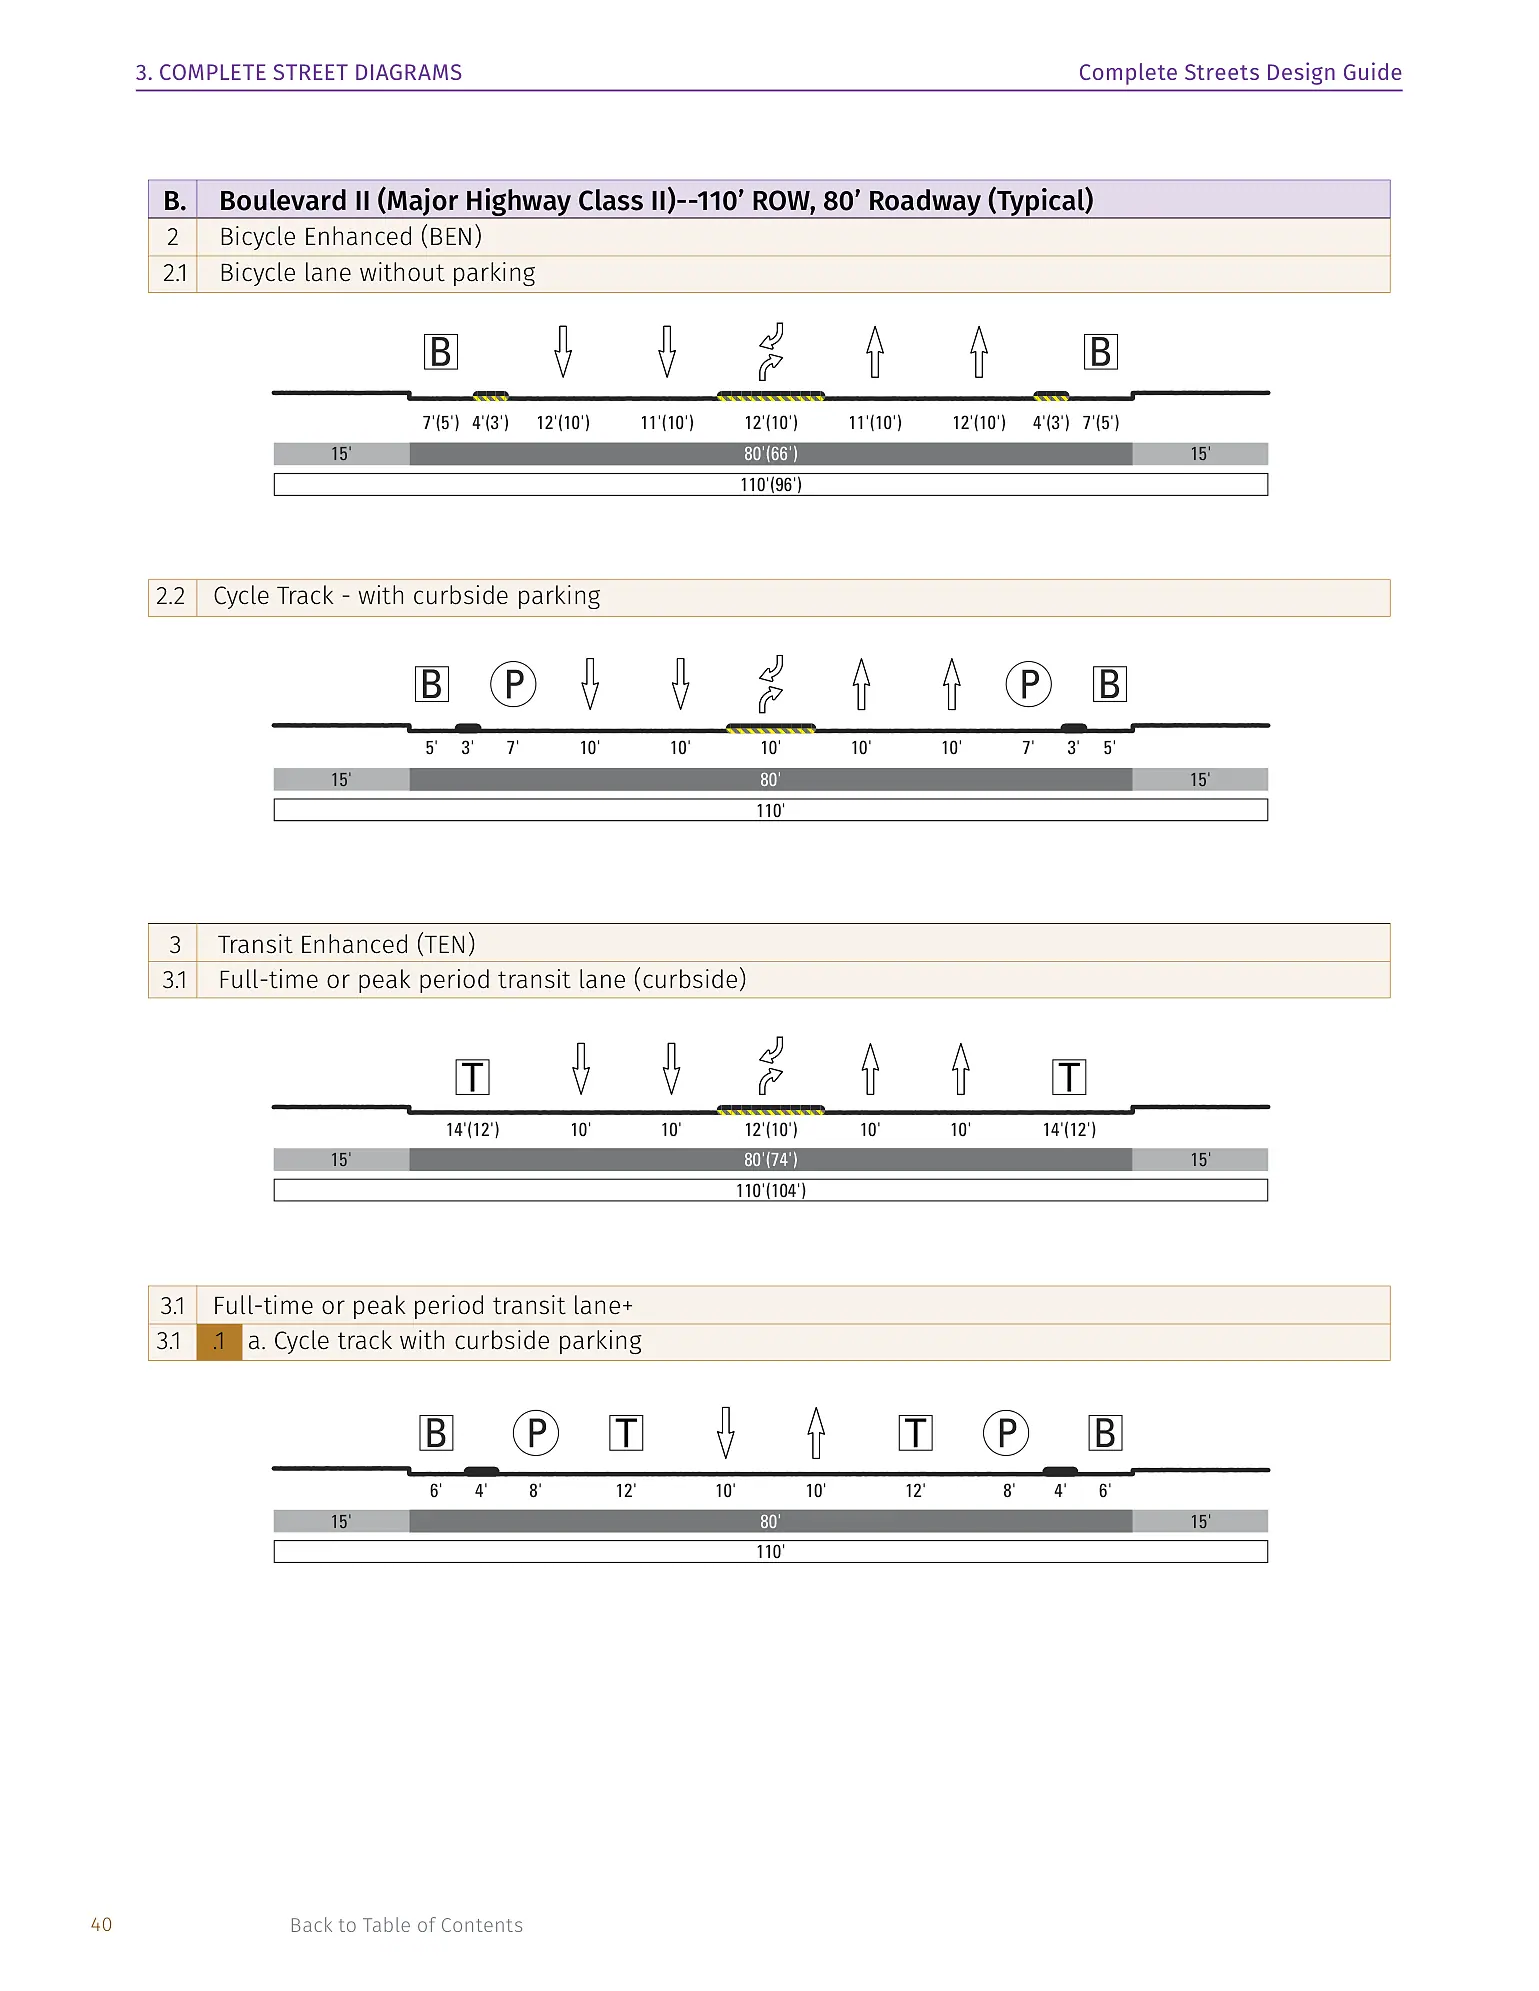 3. COMPLETE STREET DIAGRAMS Complete Streets Design Guide
B. Boulevard II (Major Highway Class II)--110’ ROW, 80’ Roadway (Typical)
2 Bicycle Enhanced (BEN)
2.1 Bicycle lane without parking
B B
7'(5') 4'(3') 12'(10') 11'(10') 12'(10') 11'(10') 12'(10') 4'(3') 7'(5')
15' 80'(66') 15'
110'(96')
2.2 Cycle Track - with curbside parking
B P P B
5' 3' 7' 10' 10' 10' 10' 10' 7' 3' 5'
15' 80' 15'
110'
3 Transit Enhanced (TEN)
3.1 Full-time or peak period transit lane (curbside)
T T
14'(12') 10' 10' 12'(10') 10' 10' 14'(12')
15' 80'(74') 15'
110'(104')
3.1 Full-time or peak period transit lane+
3.1 .1 a. Cycle track with curbside parking
B P T T P B
6' 4' 8' 12' 10' 10' 12' 8' 4' 6'
15' 80' 15'
110'
40 Back to Table of Contents